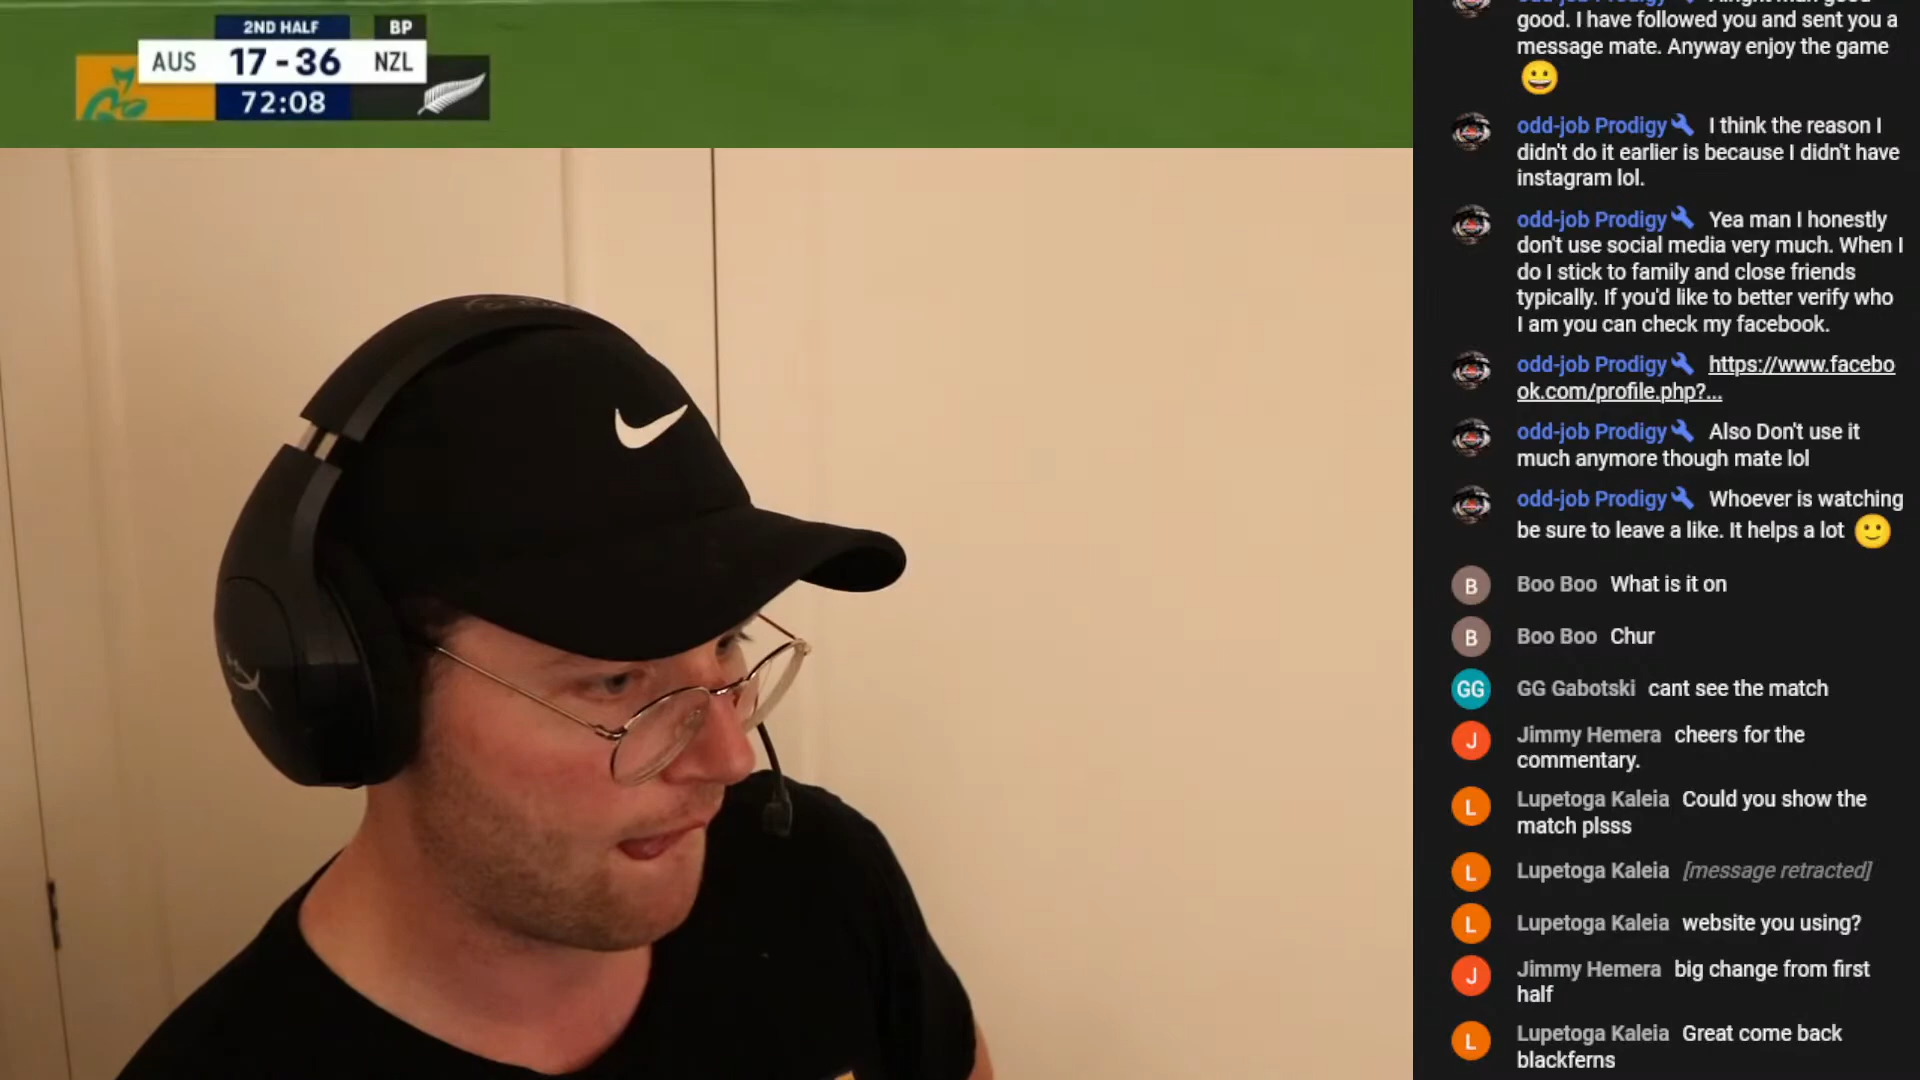 2ND HALF BP
AUS 17 - 36 NZL
72:08
good. I have followed you and sent you a
message mate. Anyway enjoy the game
odd-job Prodigy I think the reason I
didn't do it earlier is because I didn't have
instagram lol.
odd-job Prodigy Yea man I honestly
don't use social media very much. When I
do I stick to family and close friends
typically. If you'd like to better verify who
I am you can check my facebook.
odd-job Prodigy https://www.facebo
ok.com/profile.php?...
odd-job Prodigy Also Don't use it
much anymore though mate lol
odd-job Prodigy Whoever is watching
be sure to leave a like. It helps a lot
B Boo Boo What is it on
B Boo Boo Chur
GG GG Gabotski cant see the match
J Jimmy Hemera cheers for the
commentary.
L Lupetoga Kaleia Could you show the
match plsss
L Lupetoga Kaleia [message retracted]
L Lupetoga Kaleia website you using?
J Jimmy Hemera big change from first
half
L Lupetoga Kaleia Great come back
blackferns